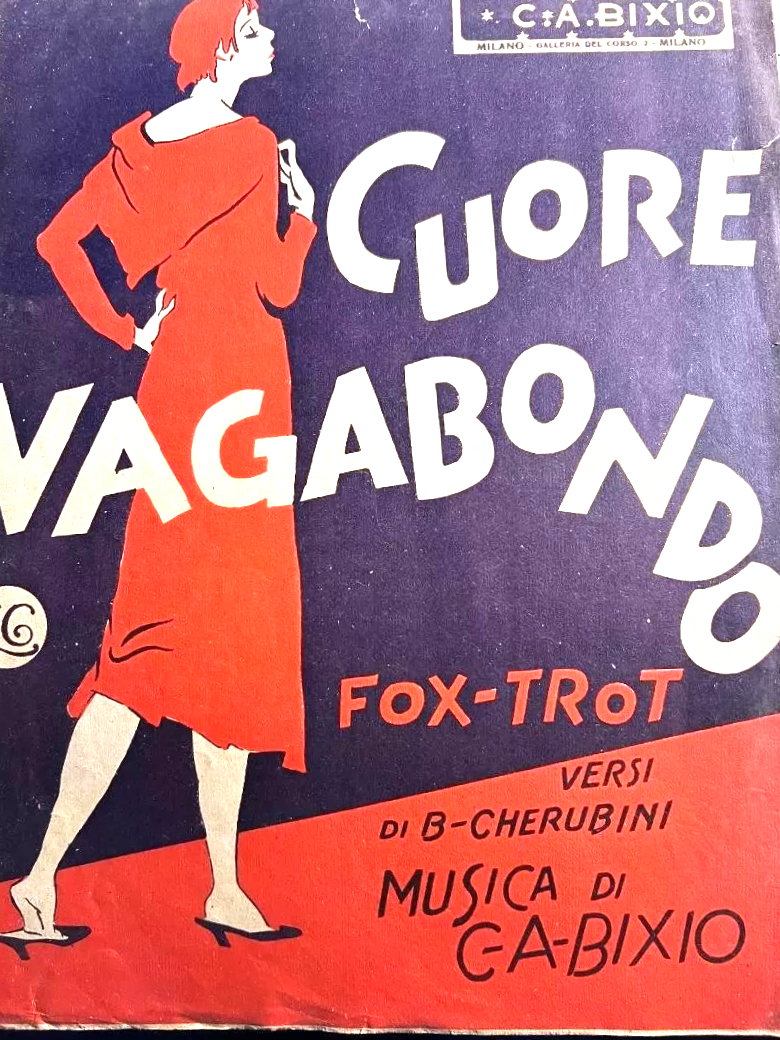 C.A.BIXIO
MILANO - GALLERIA DEL CORSO 2 - MILANO
CUORE
VAGABONDO
FOX-TROT
VERSI
DI B-CHERUBINI
MUSICA DI
C-A-BIXIO